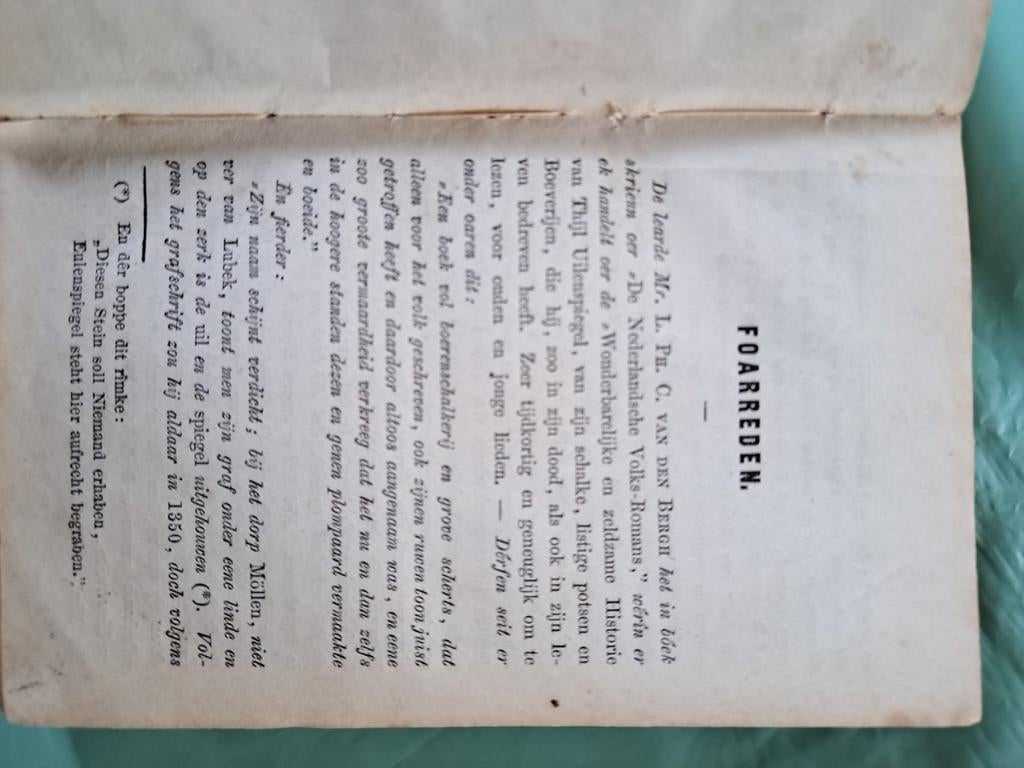 FOARREDEN.
De learde Mr. L. PH. C. VAN DEN BERGH het in bóek
skriewn oer „De Nederlandsche Volks-Romans,” wêrîn er
ek handelt oer de „Wonderbarelijke en zeldzame Historie
van Thijl Uilenspiegel, van zijn schalke, listige potsen en
Boeverijen, die hij, zoo in zijn dood, als ook in zijn le-
ven bedreven heeft. Zeer tijdkortig en geneuglijk om te
lezen, voor ouden en jonge lieden. — Dêrfen seit er
onder oaren dit:
„Een boek vol boerenschalkerij en grove scherts, dat
alleen voor het volk geschreven, ook zijnen ruwen toon juist
getroffen heeft en daardoor altoos aangenaam was, en eene
zoo groote vermaardheid verkreeg dat het nu en dan zelfs
in de hoogere standen dezen en genen plompaard vermaakte
en boeide.”
En fierder:
„Zijn naam schijnt verdicht; bij het dorp Möllen, niet
ver van Lubek, toont men zijn graf onder eene linde en
op den zerk is de uil en de spiegel uitgehouwen (*). Vol-
gens het grafschrift zou hij aldaar in 1350, doch volgens
(*) En dêr boppe dit rîmke:
„Diesen Stein soll Niemand erhaben,
Eulenspiegel steht hier aufrecht begraben.”